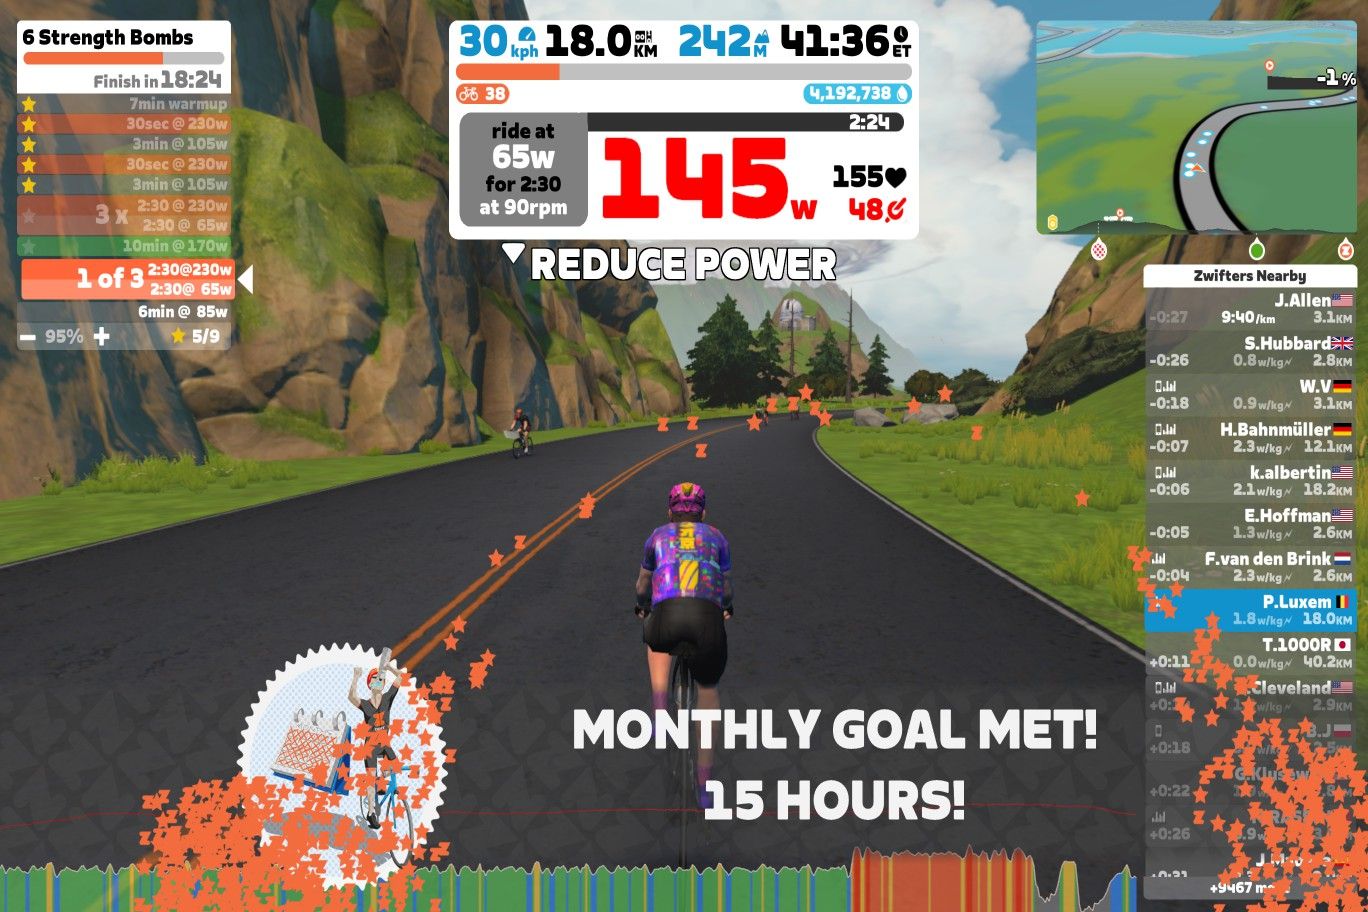 6 Strength Bombs
Finish in 18:24
7min warmup
30sec @ 230w
3min @ 105w
30sec @ 230w
3min @ 105w
3 x
2:30 @ 230w
2:30 @ 65w
10min @ 170w
1 of 3
2:30@230w
2:30@ 65w
6min @ 85w
95%
5/9
30 kph 18.0 KM 242 M 41:36 ET
38
4,192,738
ride at
65w
for 2:30
at 90rpm
2:24
145w
155
48
REDUCE POWER
-1 %
Zwifters Nearby
J.Allen
-0:27 9:40/km 3.1KM
S.Hubbard
-0:26 0.8w/kg 2.8KM
W.V
-0:18 0.9w/kg 3.1KM
H.Bahnmüller
-0:07 2.3w/kg 12.1KM
k.albertin
-0:06 2.1w/kg 18.2KM
E.Hoffman
-0:05 1.3w/kg 2.6KM
F.van den Brink
-0:04 2.3w/kg 2.6KM
P.Luxem
1.8w/kg 18.0KM
T.1000R
+0:11 0.0w/kg 40.2KM
Cleveland
2.9KM
B.J
+0:18
+0:22
+0:26
MONTHLY GOAL MET!
15 HOURS!